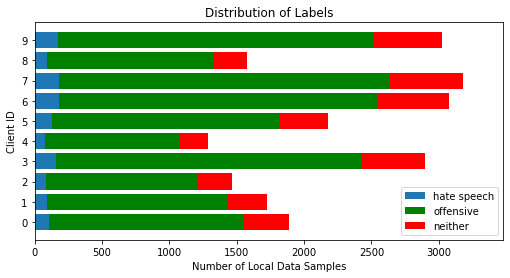 Distribution of Labels
Client ID
9
8
7
6
5
4
3
2
1
0
hate speech
offensive
neither
0 500 1000 1500 2000 2500 3000
Number of Local Data Samples